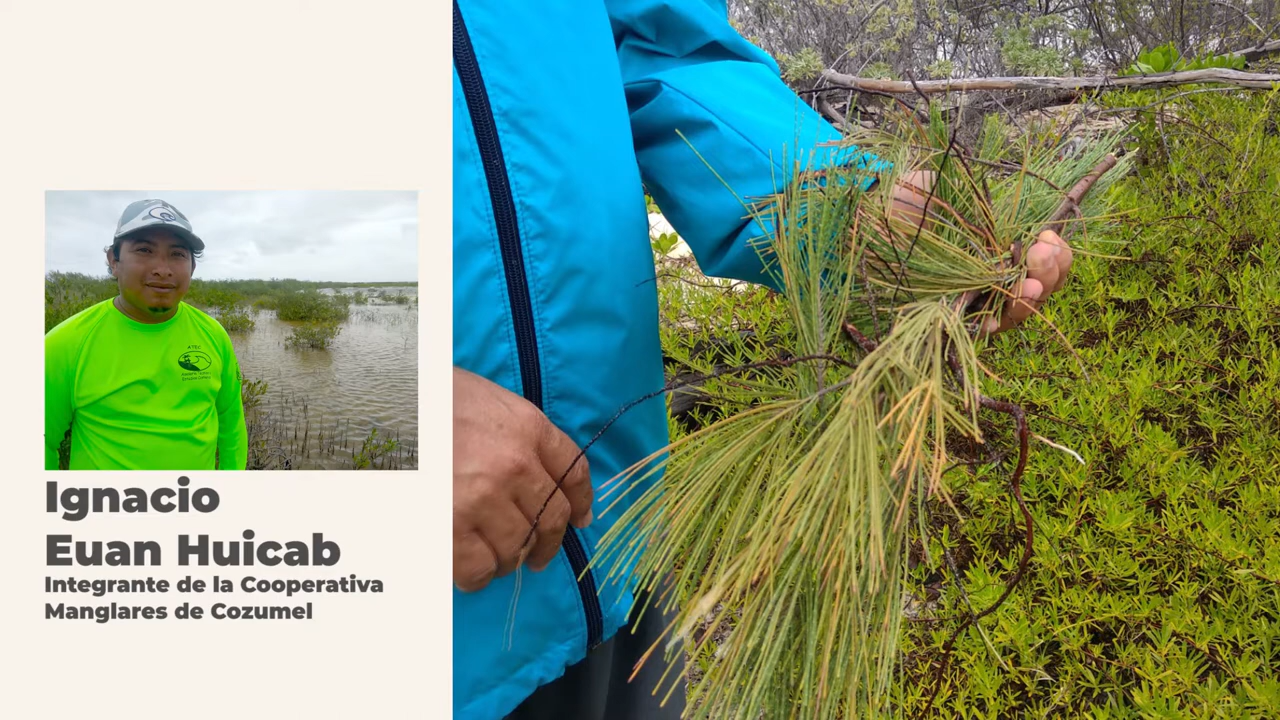 Ignacio
Euan Huicab
Integrante de la Cooperativa
Manglares de Cozumel